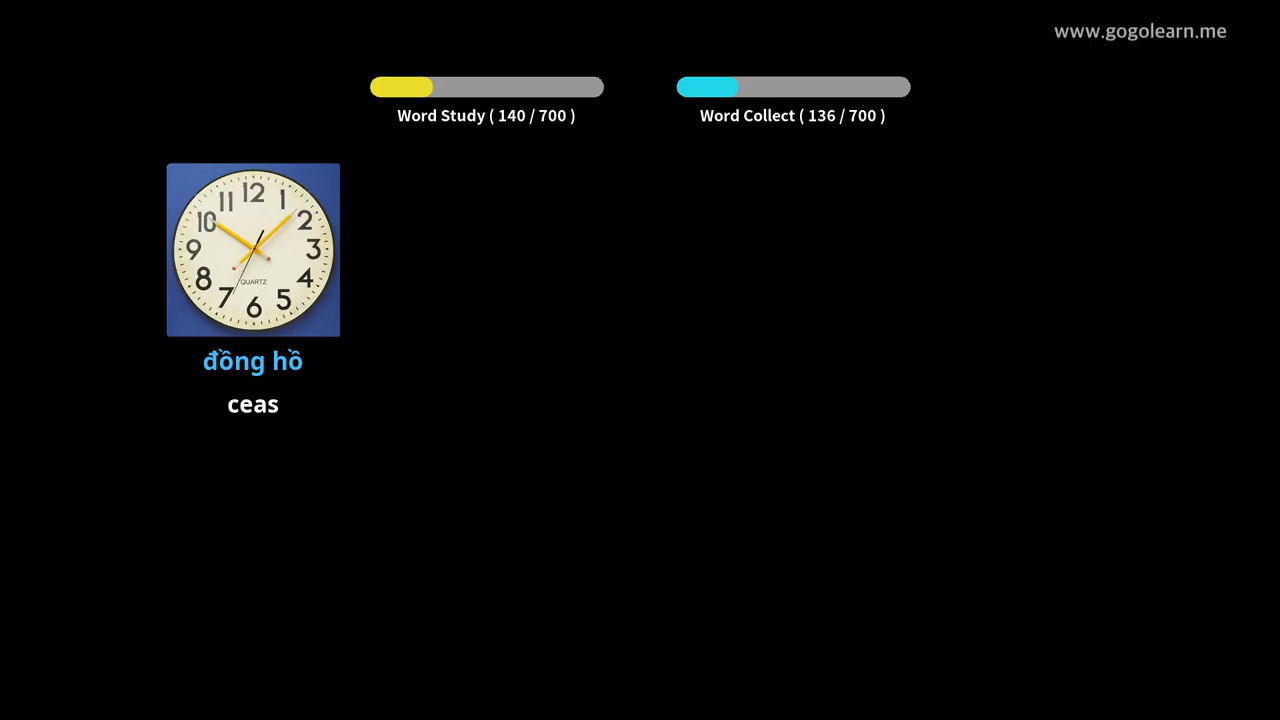 www.gogolearn.me
Word Study ( 140 / 700 )
Word Collect ( 136 / 700 )
12
11 1
10 2
9 3
8 4
QUARTZ
7 5
6
đồng hồ
ceas